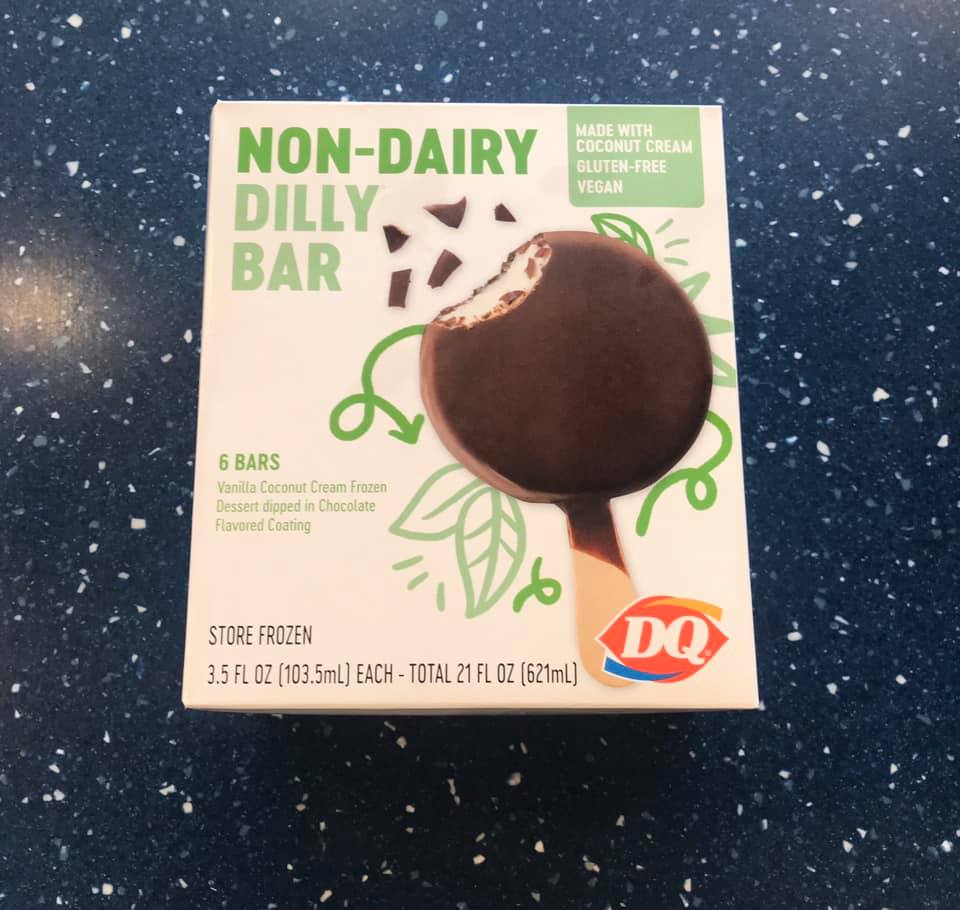 NON-DAIRY
DILLY
BAR
MADE WITH
COCONUT CREAM
GLUTEN-FREE
VEGAN
6 BARS
Vanilla Coconut Cream Frozen
Dessert dipped in Chocolate
Flavored Coating
STORE FROZEN
3.5 FL OZ (103.5mL) EACH - TOTAL 21 FL OZ (621mL)
DQ®